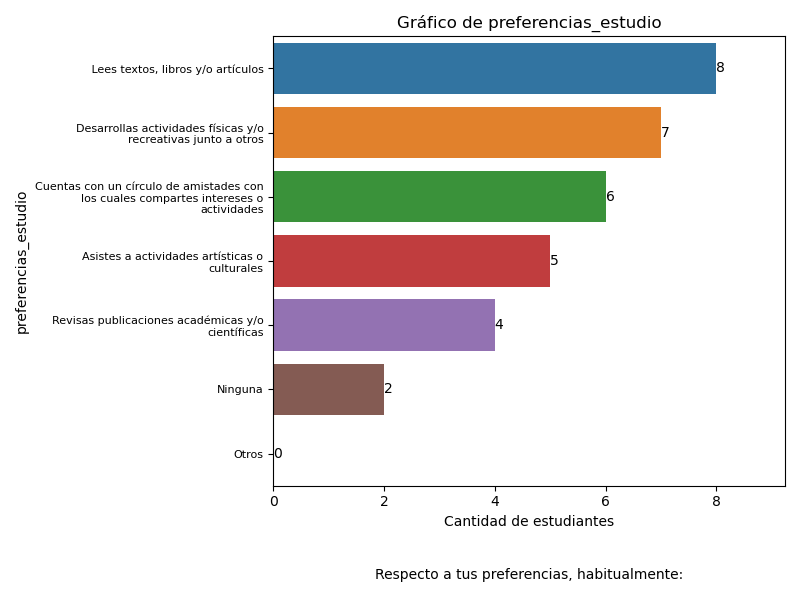 Gráfico de preferencias_estudio
preferencias_estudio
Lees textos, libros y/o artículos
8
Desarrollas actividades físicas y/o
recreativas junto a otros
7
Cuentas con un círculo de amistades con
los cuales compartes intereses o
actividades
6
Asistes a actividades artísticas o
culturales
5
Revisas publicaciones académicas y/o
científicas
4
Ninguna
2
Otros
0
0 2 4 6 8
Cantidad de estudiantes
Respecto a tus preferencias, habitualmente: